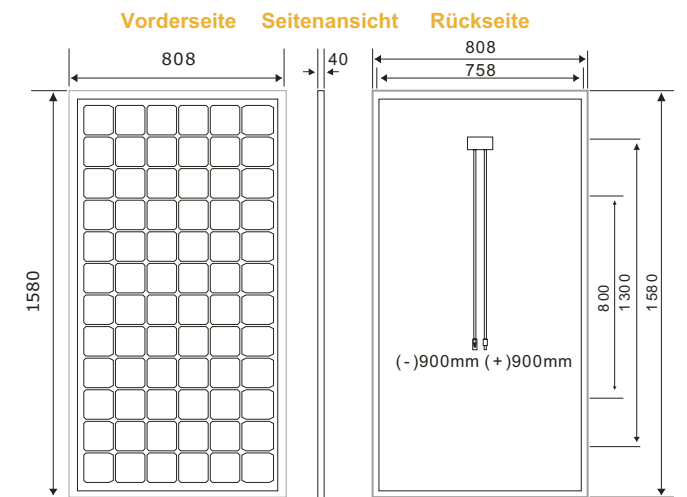 Vorderseite Seitenansicht Rückseite
808 40 808
758
1580 800 1300 1580
(-)900mm (+)900mm